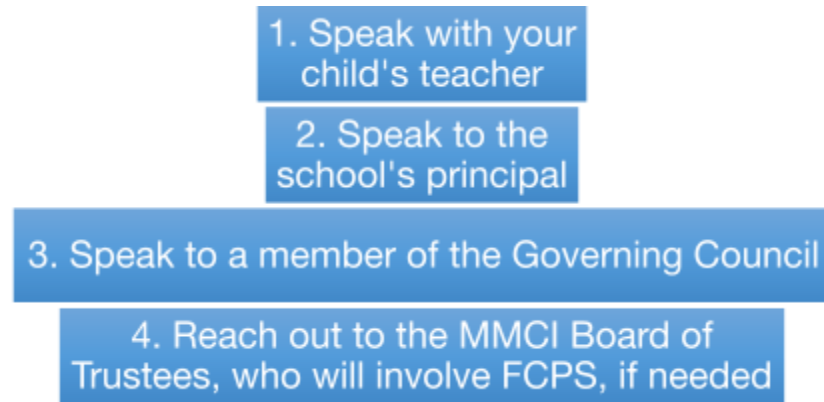 1. Speak with your
child's teacher
2. Speak to the
school's principal
3. Speak to a member of the Governing Council
4. Reach out to the MMCI Board of
Trustees, who will involve FCPS, if needed